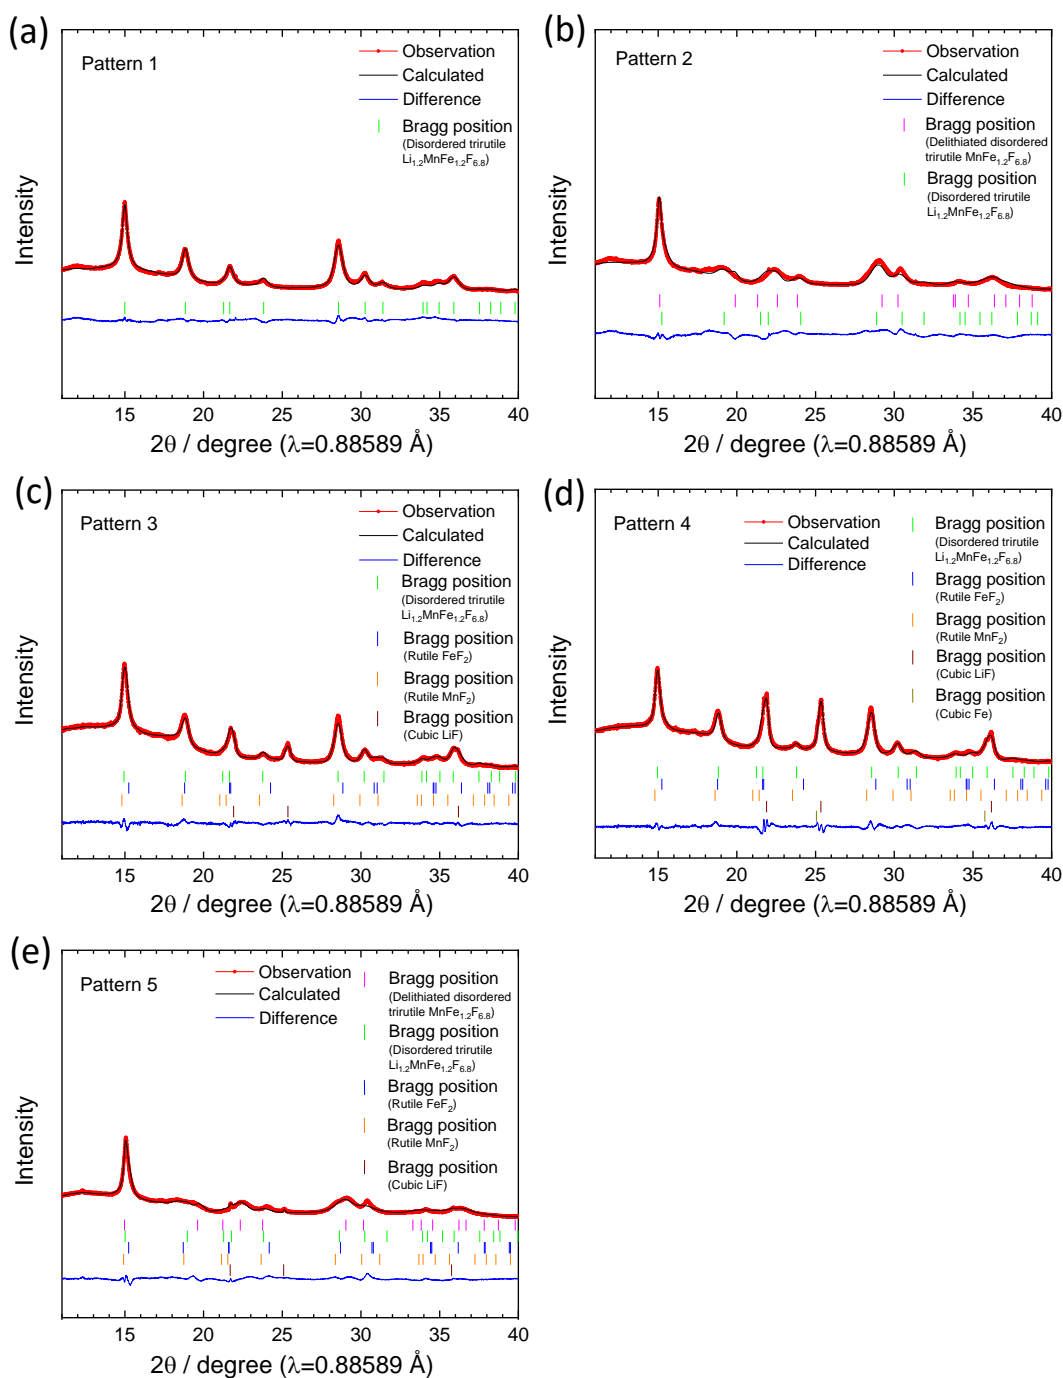 (a)
Pattern 1
Observation
Calculated
Difference
Bragg position
(Disordered trirutile
Li1.2MnFe1.2F6.8)
Intensity
15 20 25 30 35 40
2θ / degree (λ=0.88589 Å)
(b)
Pattern 2
Observation
Calculated
Difference
Bragg position
(Delithiated disordered
trirutile MnFe1.2F6.8)
Bragg position
(Disordered trirutile
Li1.2MnFe1.2F6.8)
Intensity
15 20 25 30 35 40
2θ / degree (λ=0.88589 Å)
(c)
Pattern 3
Observation
Calculated
Difference
Bragg position
(Disordered trirutile
Li1.2MnFe1.2F6.8)
Bragg position
(Rutile FeF2)
Bragg position
(Rutile MnF2)
Bragg position
(Cubic LiF)
Intensity
15 20 25 30 35 40
2θ / degree (λ=0.88589 Å)
(d)
Pattern 4
Observation
Calculated
Difference
Bragg position
(Disordered trirutile
Li1.2MnFe1.2F6.8)
Bragg position
(Rutile FeF2)
Bragg position
(Rutile MnF2)
Bragg position
(Cubic LiF)
Bragg position
(Cubic Fe)
Intensity
15 20 25 30 35 40
2θ / degree (λ=0.88589 Å)
(e)
Pattern 5
Observation
Calculated
Difference
Bragg position
(Delithiated disordered
trirutile MnFe1.2F6.8)
Bragg position
(Disordered trirutile
Li1.2MnFe1.2F6.8)
Bragg position
(Rutile FeF2)
Bragg position
(Rutile MnF2)
Bragg position
(Cubic LiF)
Intensity
15 20 25 30 35 40
2θ / degree (λ=0.88589 Å)